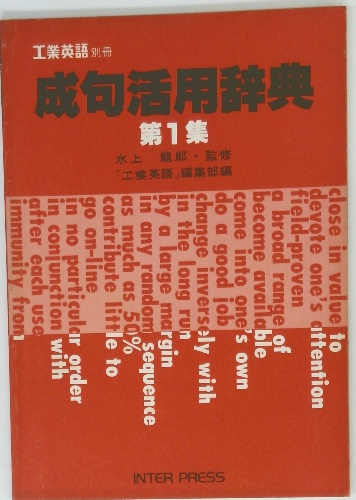 工業英語 別冊
成句活用辞典
第1集
水上 龍郎・監修
「工業英語」編集部編
close in value to
devote one's attention
field-proven
a broad range of
become available
come into one's own
do a good job
change inversely with
in the long run
by a large margin
in any random sequence
as much as 50%
contribute little to
go on-line
in no particular order
in conjunction with
after each use
immunity from
INTER PRESS